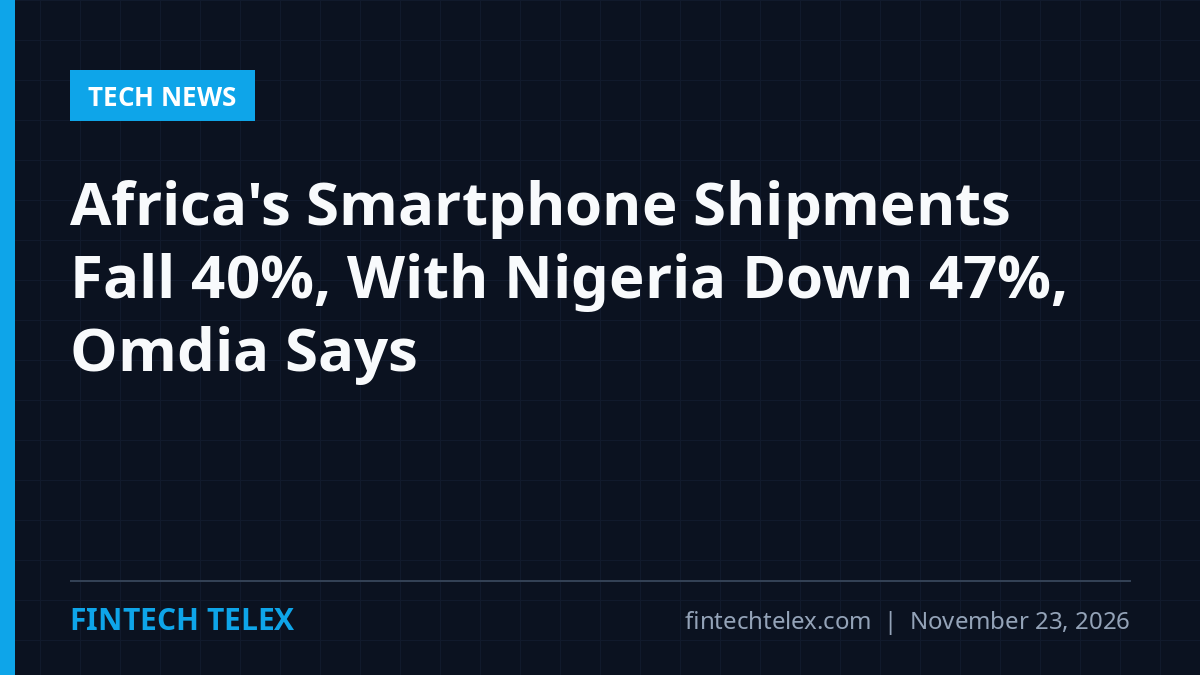 TECH NEWS
Africa's Smartphone Shipments
Fall 40%, With Nigeria Down 47%,
Omdia Says
FINTECH TELEX
fintechtelex.com | November 23, 2026